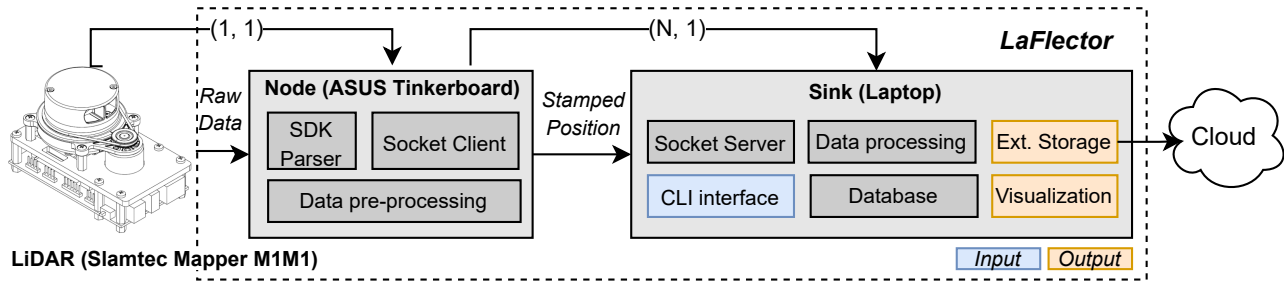 (1, 1)
(N, 1)
LaFlector
Raw
Data
Node (ASUS Tinkerboard)
SDK
Parser
Socket Client
Data pre-processing
Stamped
Position
Sink (Laptop)
Socket Server
Data processing
Ext. Storage
CLI interface
Database
Visualization
Cloud
LiDAR (Slamtec Mapper M1M1)
Input
Output